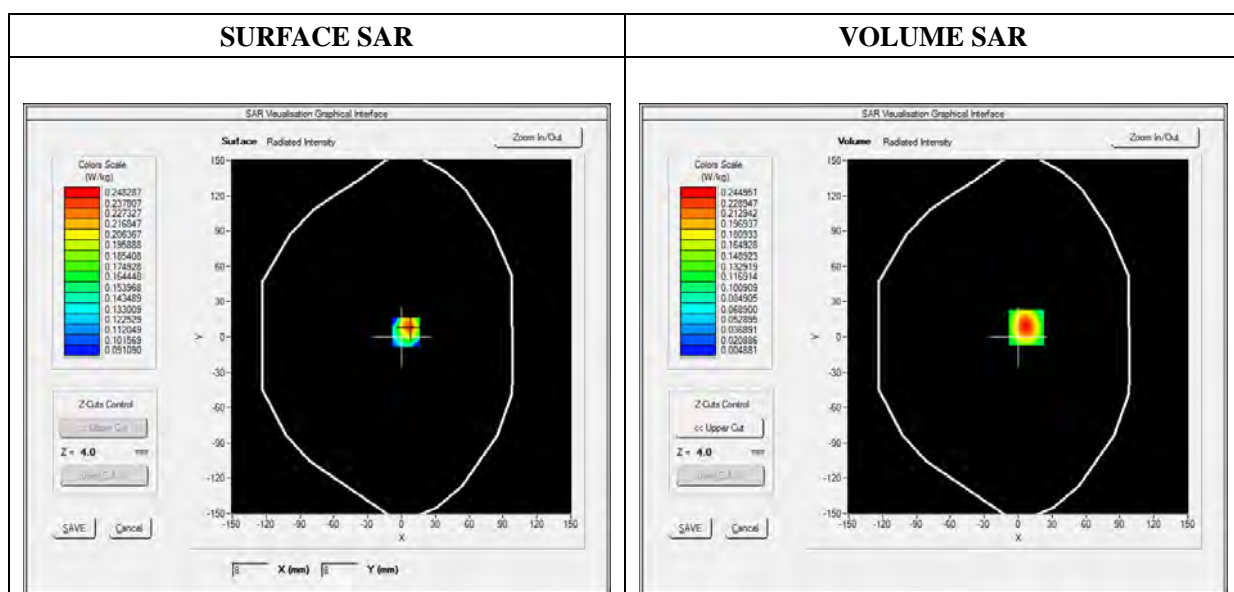 SURFACE SAR
VOLUME SAR
SAR Visualisation Graphical Interface
Surface Radiated Intensity
Zoom In/Out
Colors Scale
(W/kg)
0.248287
0.237807
0.227327
0.216847
0.206367
0.195888
0.185408
0.174928
0.164448
0.153968
0.143489
0.133009
0.122529
0.112049
0.101569
0.091090
150
120
90
60
30
0
-30
-60
-90
-120
-150
Y
-150 -120 -90 -60 -30 0 30 60 90 120 150
X
Z-Cuts Control
<< Upper Cut
Z = 4.0 mm
SAVE
Cancel
X (mm)
Y (mm)
SAR Visualisation Graphical Interface
Volume Radiated Intensity
Zoom In/Out
Colors Scale
(W/kg)
0.244951
0.228947
0.212942
0.196937
0.180933
0.164928
0.148923
0.132919
0.116914
0.100909
0.084905
0.068900
0.052895
0.036891
0.020886
0.004881
150
120
90
60
30
0
-30
-60
-90
-120
-150
Y
-150 -120 -90 -60 -30 0 30 60 90 120 150
X
Z-Cuts Control
<< Upper Cut
Z = 4.0 mm
SAVE
Cancel